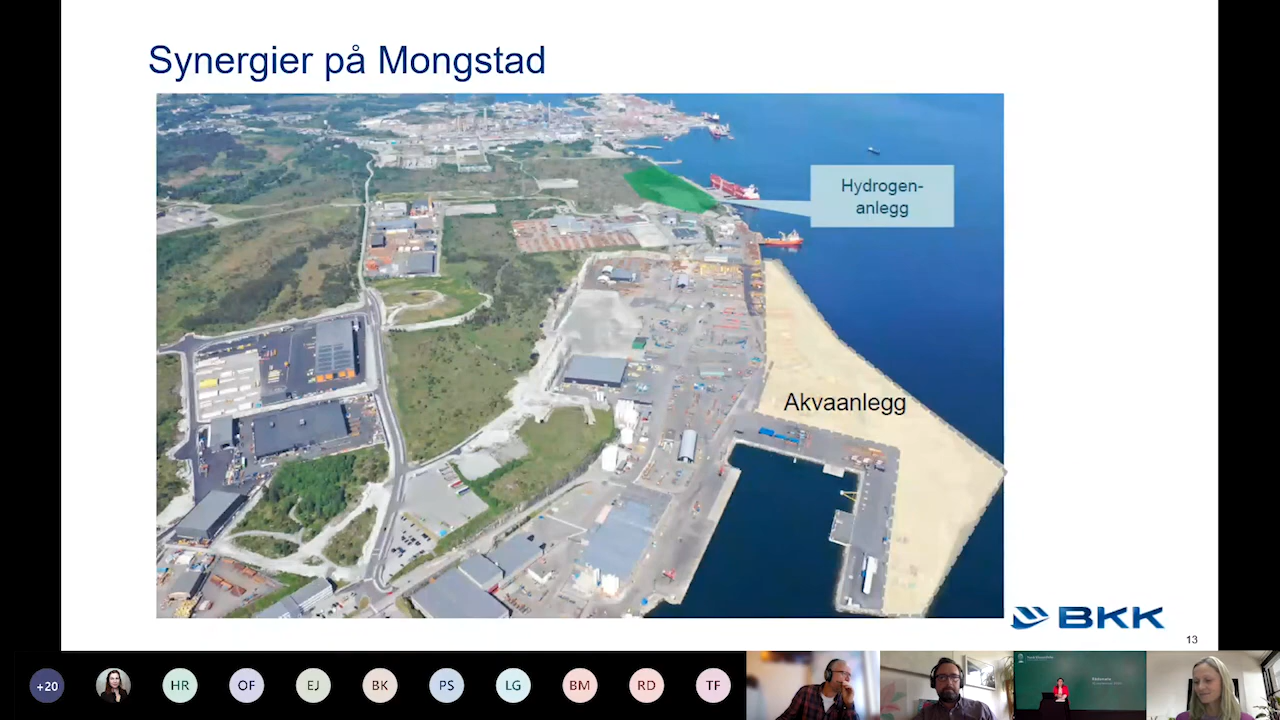 Synergier på Mongstad
Hydrogen-
anlegg
Akvaanlegg
BKK
13
+20
HR
OF
EJ
BK
PS
LG
BM
RD
TF